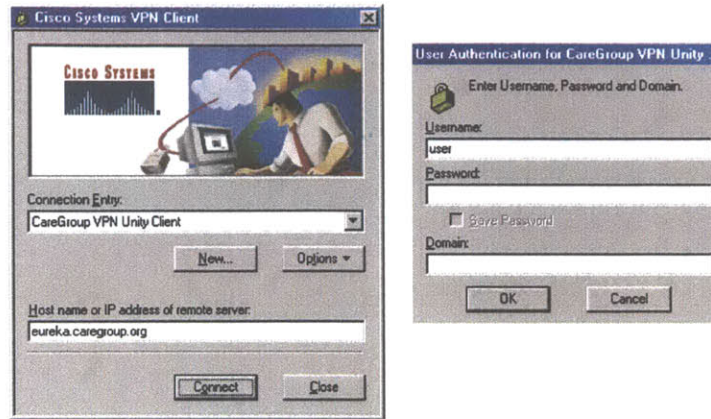 Cisco Systems VPN Client
CISCO SYSTEMS
Connection Entry:
CareGroup VPN Unity Client
New...
Options
Host name or IP address of remote server:
eureka.caregroup.org
Connect
Close
User Authentication for CareGroup VPN Unity
Enter Username, Password and Domain.
Username:
user
Password:
Save Password
Domain:
OK
Cancel